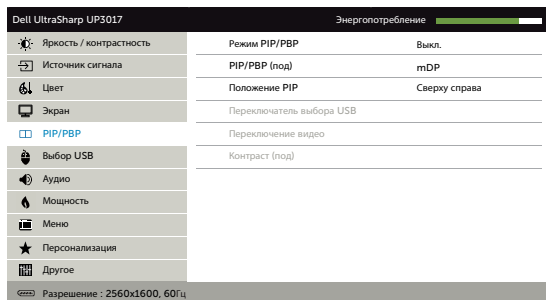 Dell UltraSharp UP3017 Энергопотребление
Яркость / контрастность Режим PIP/PBP Выкл.
Источник сигнала PIP/PBP (под) mDP
Цвет Положение PIP Сверху справа
Экран Переключатель выбора USB
PIP/PBP Переключение видео
Выбор USB Контраст (под)
Аудио
Мощность
Меню
Персонализация
Другое
Разрешение : 2560x1600, 60Гц